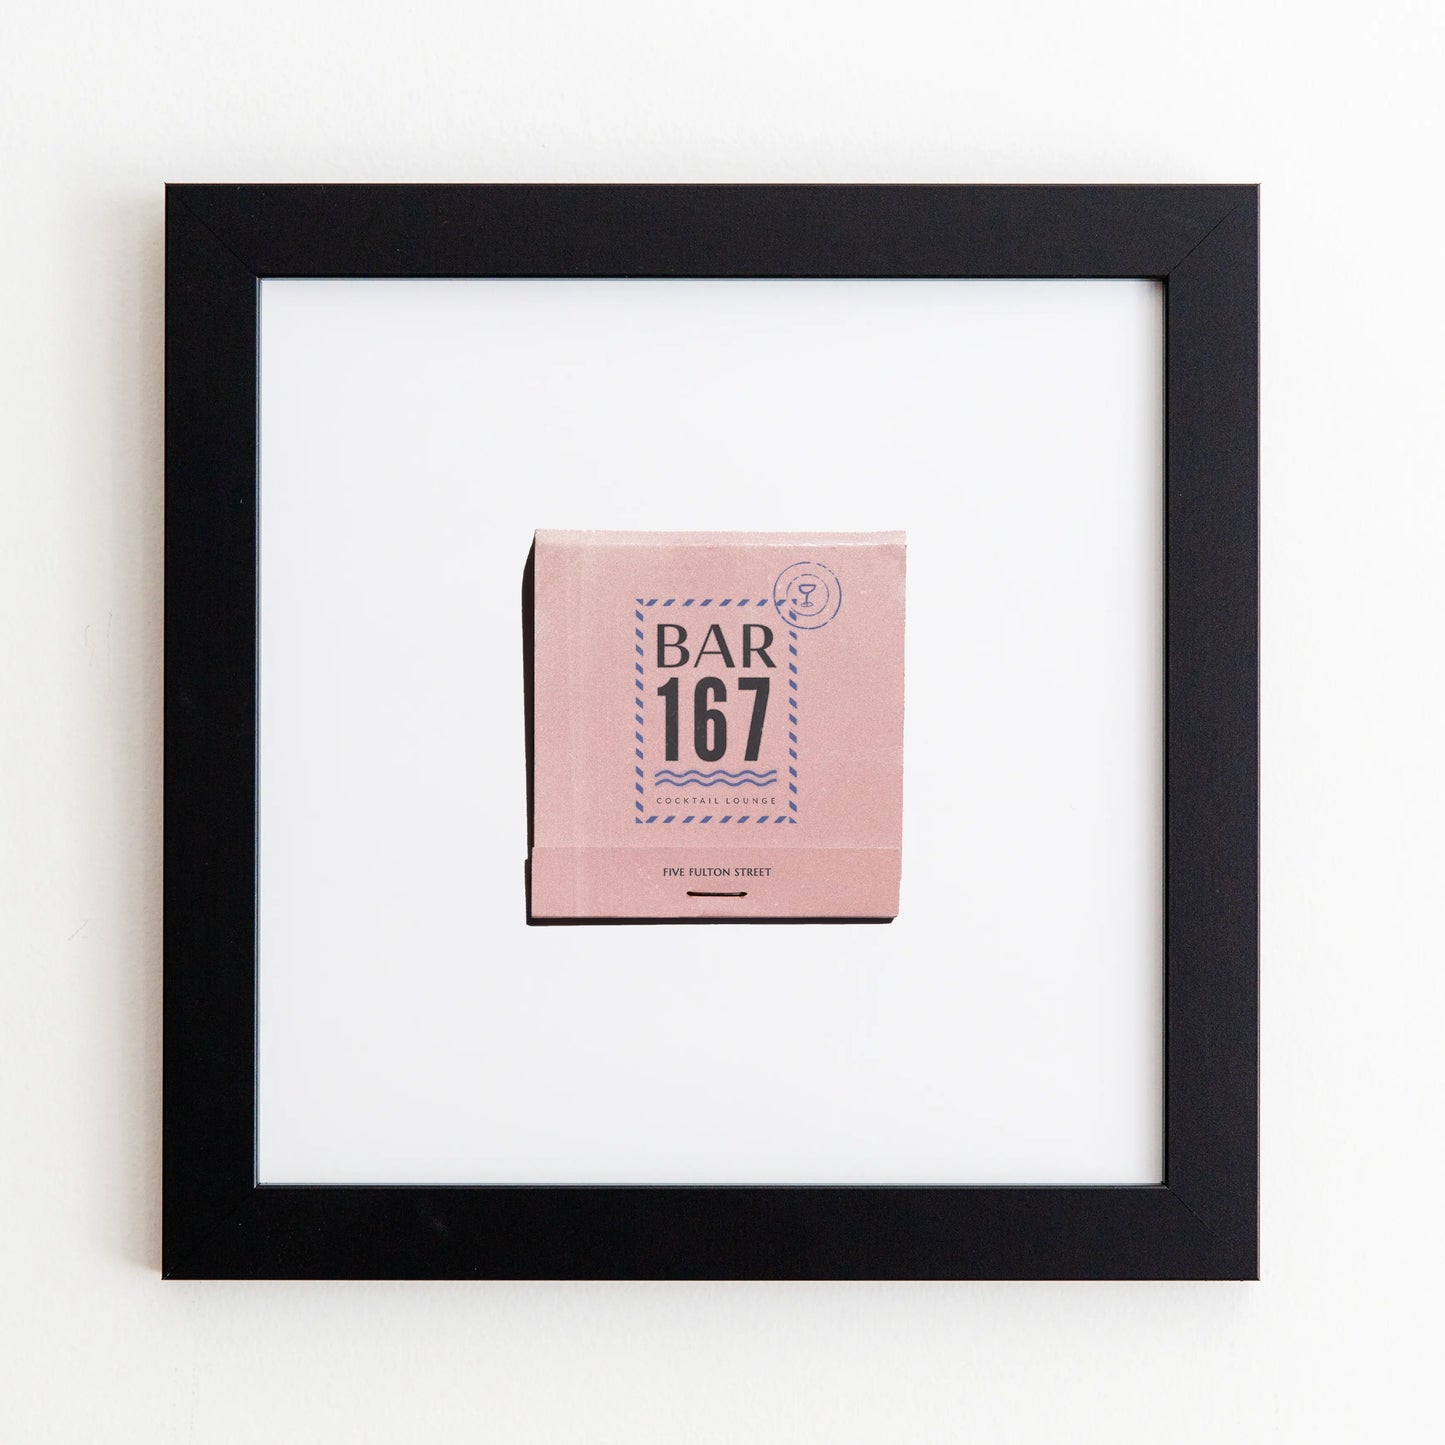 BAR
167
COCKTAIL LOUNGE
FIVE FULTON STREET